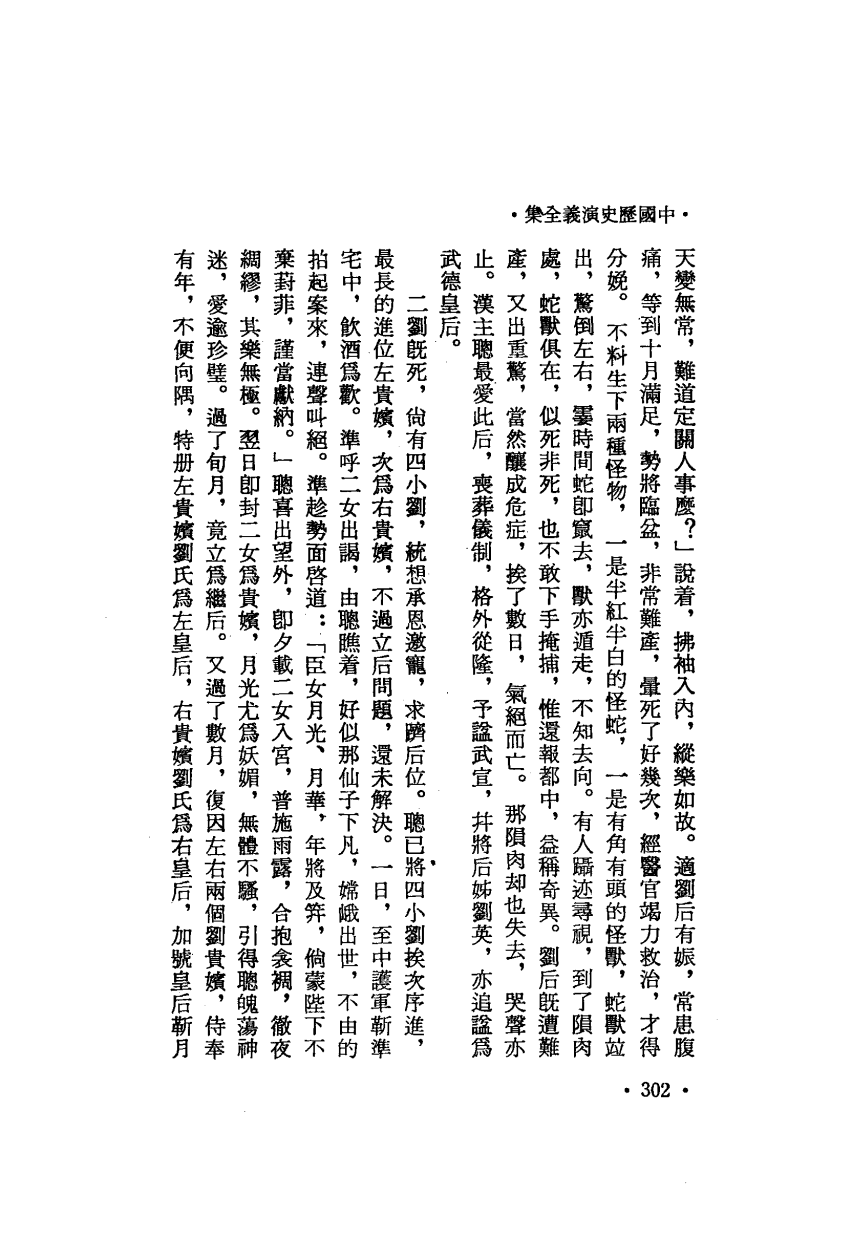 ·中國歷史演義全集·
天變無常，難道定關人事麼？」說着，拂袖入內，縱樂如故。適劉后有娠，常患腹
痛，等到十月滿足，勢將臨盆，非常難產，暈死了好幾次，經醫官竭力救治，才得
分娩。不料生下兩種怪物，一是半紅半白的怪蛇，一是有角有頭的怪獸，蛇獸竝
出，驚倒左右，霎時間蛇卽竄去，獸亦遁走，不知去向。有人躡迹尋視，到了隕肉
處，蛇獸俱在，似死非死，也不敢下手掩捕，惟還報都中，益稱奇異。劉后旣遭難
產，又出重驚，當然釀成危症，挨了數日，氣絕而亡。那隕肉却也失去，哭聲亦
止。漢主聰最愛此后，喪葬儀制，格外從隆，予諡武宣，幷將后姊劉英，亦追諡爲
武德皇后。
二劉旣死，尙有四小劉，統想承恩邀寵，求躋后位。聰已將四小劉挨次序進，
最長的進位左貴嬪，次爲右貴嬪，不過立后問題，還未解決。一日，至中護軍靳準
宅中，飮酒爲歡。準呼二女出謁，由聰瞧着，好似那仙子下凡，嫦娥出世，不由的
拍起案來，連聲叫絕。準趁勢面啓道：「臣女月光、月華，年將及筓，倘蒙陛下不
棄葑菲，謹當獻納。」聰喜出望外，卽夕載二女入宮，普施雨露，合抱衾裯，徹夜
綢繆，其樂無極。翌日卽封二女爲貴嬪，月光尤爲妖媚，無體不騷，引得聰魄蕩神
迷，愛逾珍璧。過了旬月，竟立爲繼后。又過了數月，復因左右兩個劉貴嬪，侍奉
有年，不便向隅，特册左貴嬪劉氏爲左皇后，右貴嬪劉氏爲右皇后，加號皇后靳月
·302·